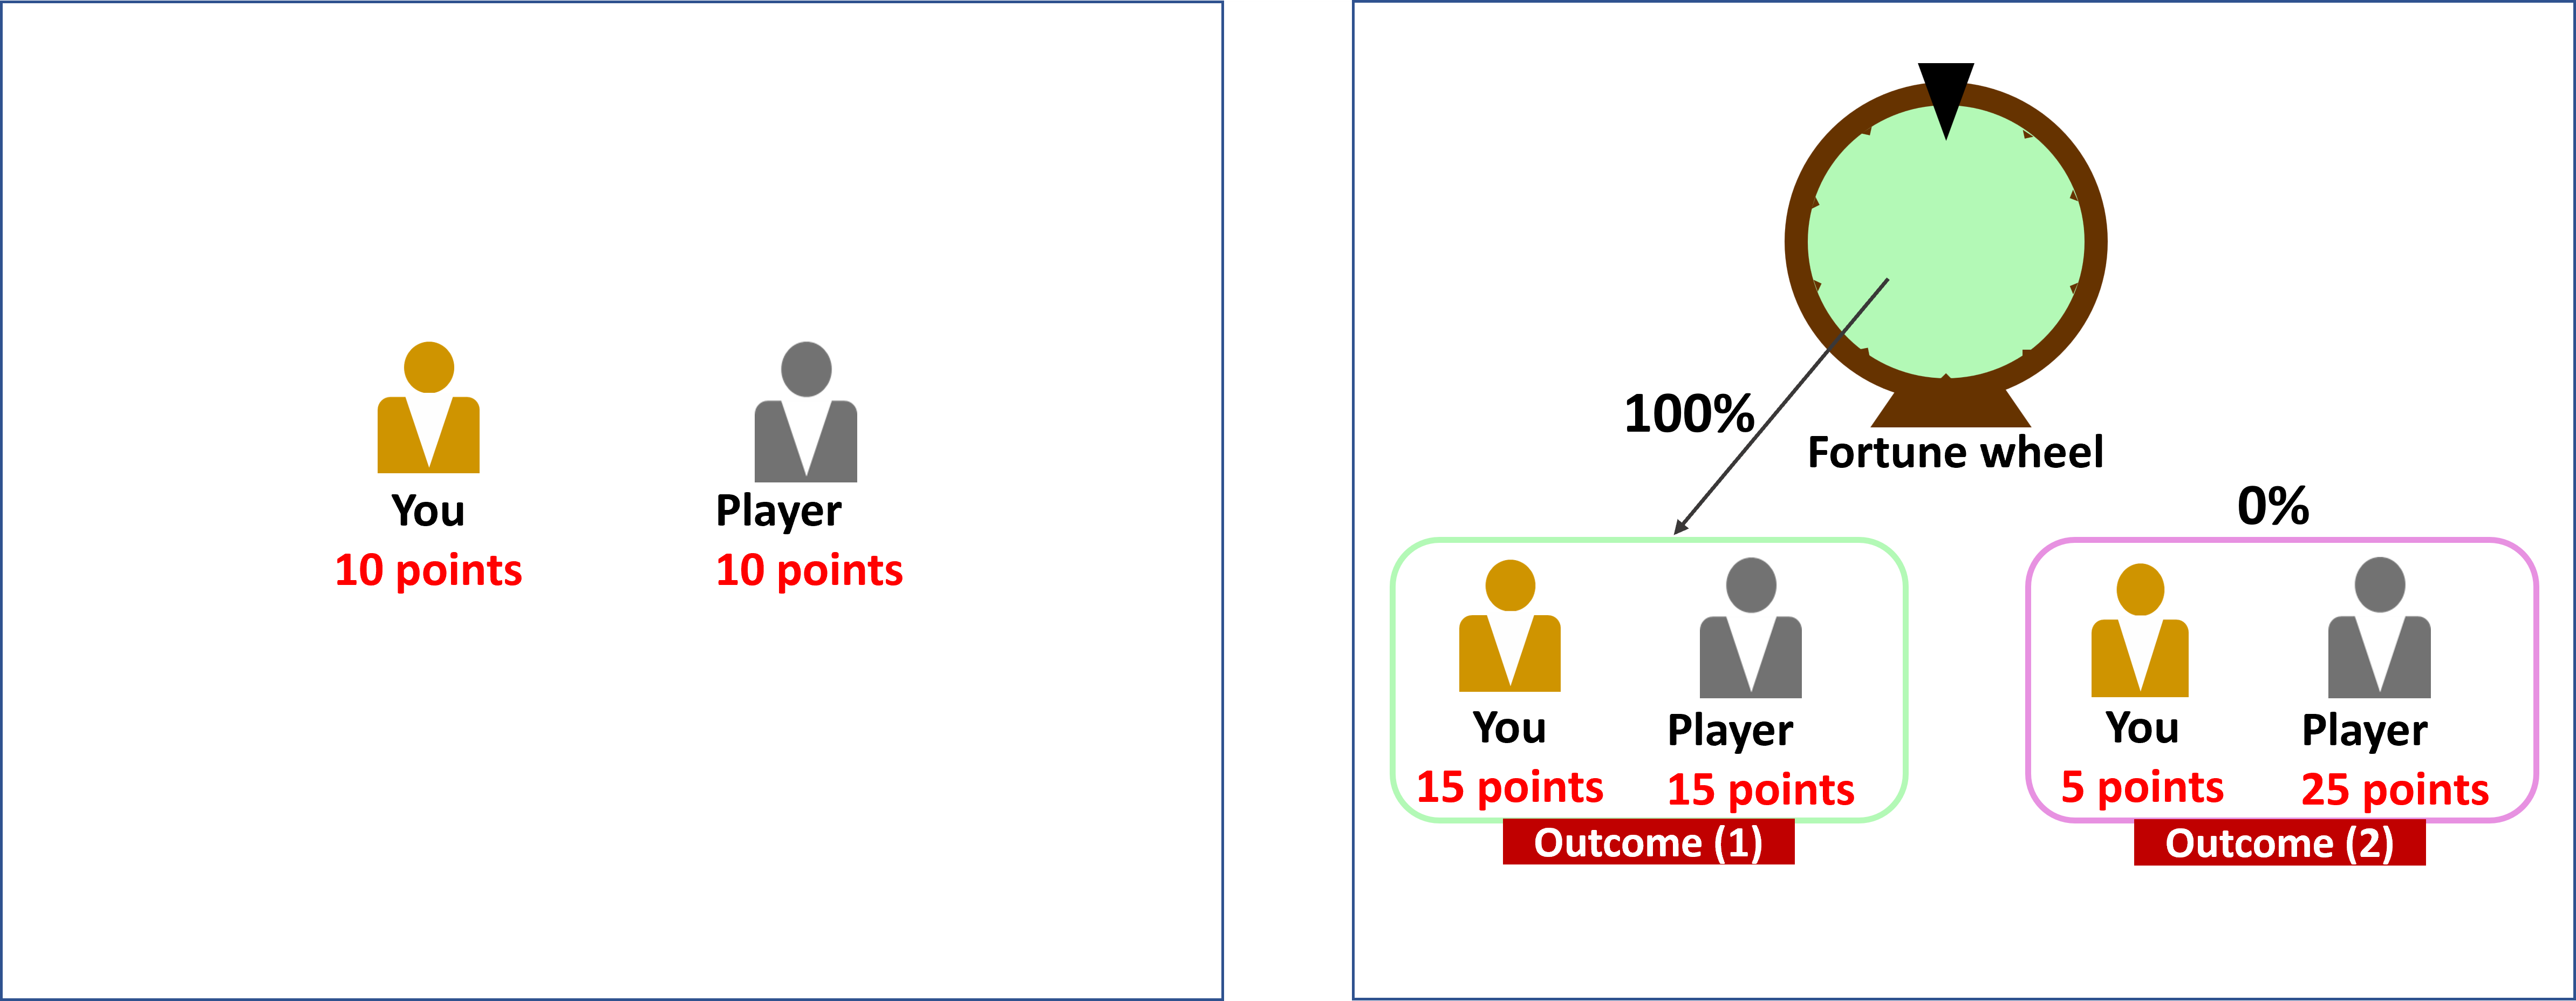 You
Player
10 points
10 points
100%
Fortune wheel
0%
You
Player
15 points
15 points
Outcome (1)
You
Player
5 points
25 points
Outcome (2)